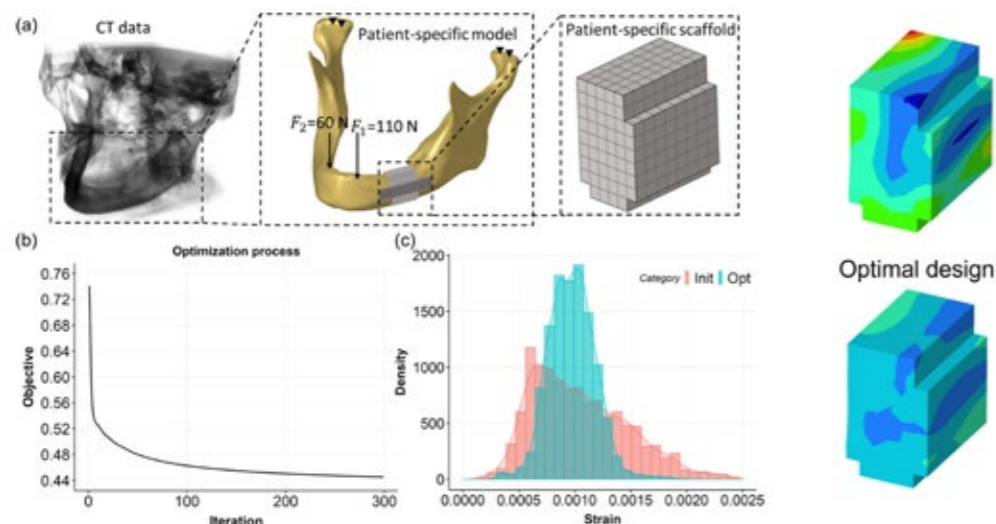 (a)
CT data
Patient-specific model
Patient-specific scaffold
F₂=60 N
F₁=110 N
(b)
Optimization process
0.76
0.72
0.68
0.64
0.60
0.56
0.52
0.48
0.44
Objective
0
100
200
300
Iteration
(c)
2000
1500
1000
500
0
Density
Category Init Opt
0.0000
0.0005
0.0010
0.0015
0.0020
0.0025
Strain
Optimal design